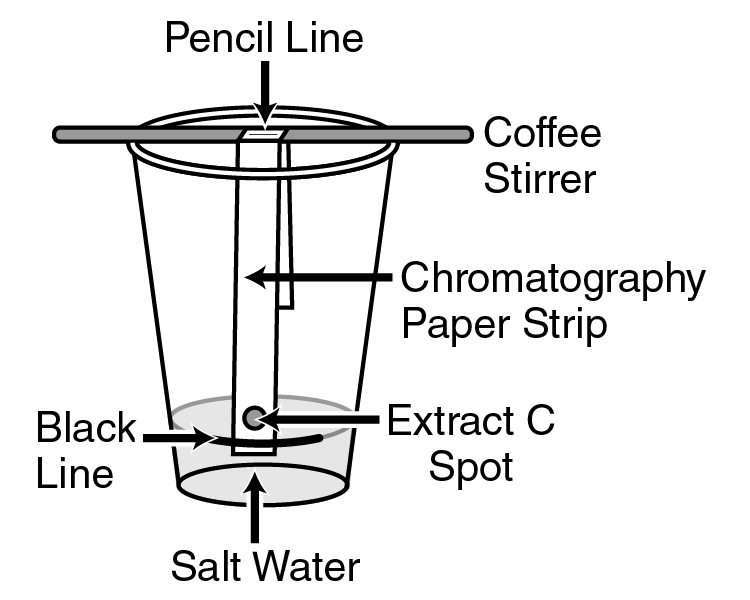 Pencil Line
Coffee
Stirrer
Chromatography
Paper Strip
Extract C
Spot
Black
Line
Salt Water